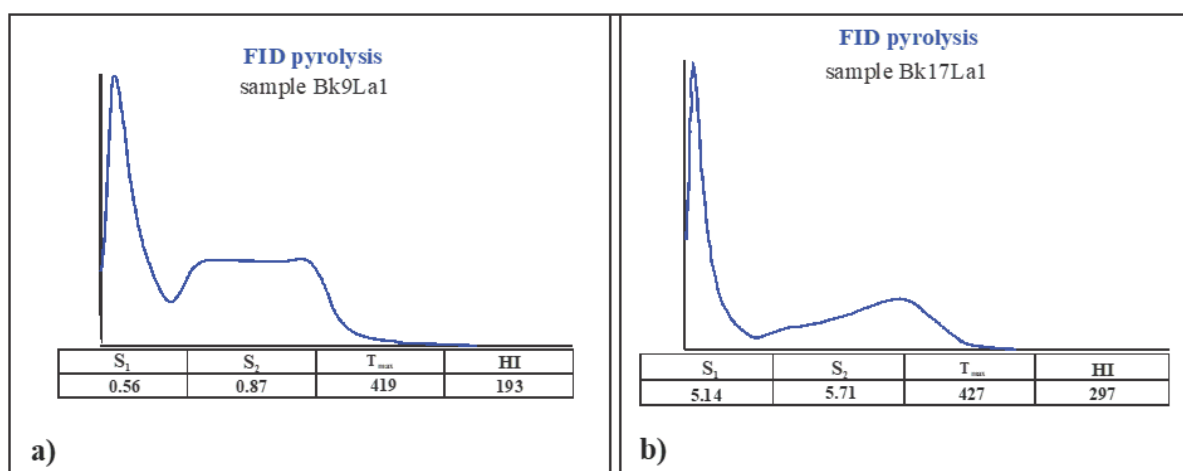 FID pyrolysis
sample Bk9La1
S₁ S₂ Tmax HI
0.56 0.87 419 193
a)
FID pyrolysis
sample Bk17La1
S₁ S₂ Tmax HI
5.14 5.71 427 297
b)